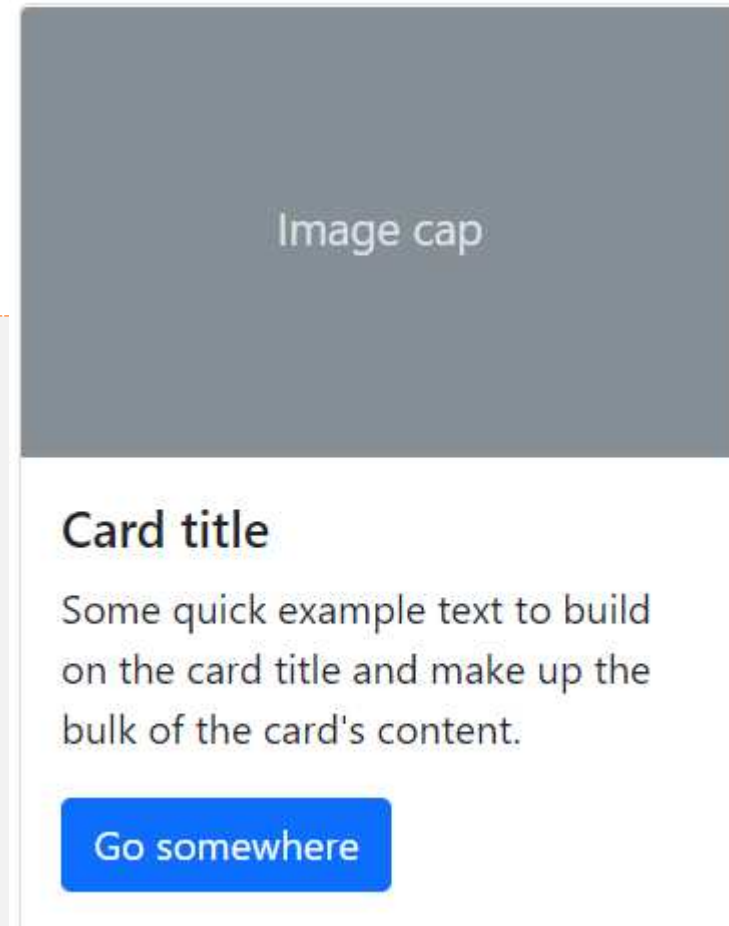 Image cap
Card title
Some quick example text to build
on the card title and make up the
bulk of the card's content.
Go somewhere